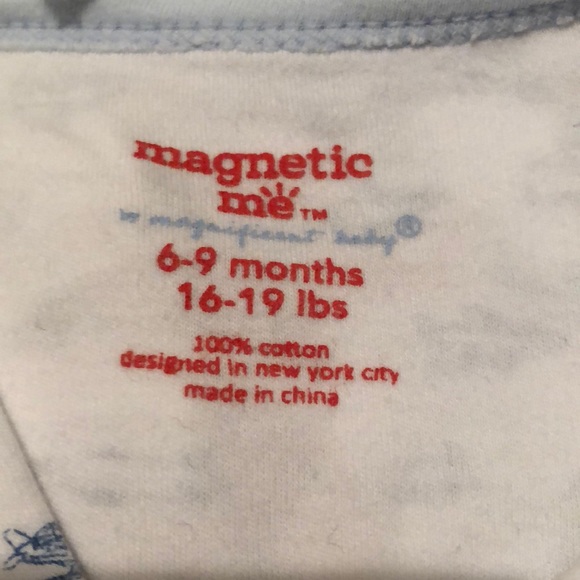 magnetic
me™
magnificent baby®
6-9 months
16-19 lbs
100% cotton
designed in new york city
made in china